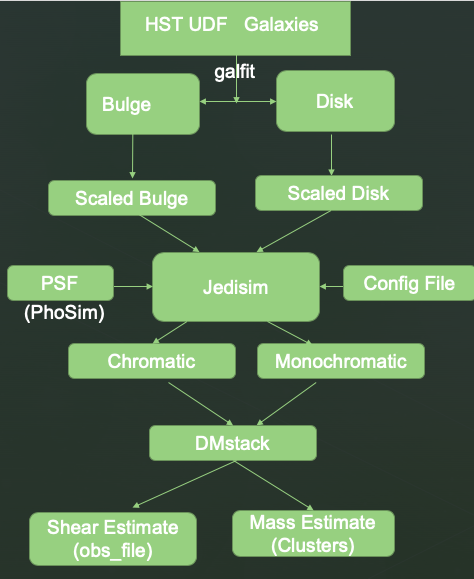 HST UDF Galaxies
galfit
Bulge
Disk
Scaled Bulge
Scaled Disk
PSF
(PhoSim)
Jedisim
Config File
Chromatic
Monochromatic
DMstack
Shear Estimate
(obs_file)
Mass Estimate
(Clusters)